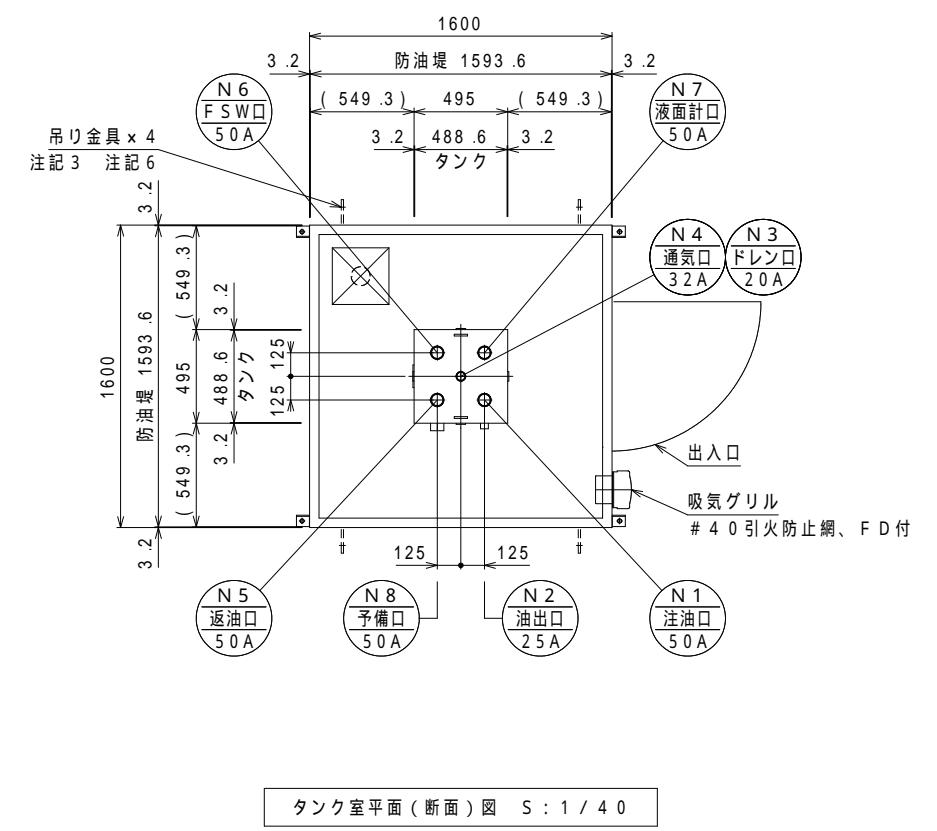 1600
3.2 防油堤 1593.6 3.2
(549.3) 495 (549.3)
3.2 488.6 3.2
タンク
N6
FSW口
50A
N7
液面計口
50A
吊り金具×4
注記3 注記6
3.2
N4
通気口
32A
N3
ドレン口
20A
1600
防油堤 1593.6
(549.3)
495
(549.3)
3.2
488.6
タンク
3.2
125
125
3.2
出入口
吸気グリル
#40引火防止網、FD付
125 125
N5
返油口
50A
N8
予備口
50A
N2
油出口
25A
N1
注油口
50A
タンク室平面(断面)図 S:1/40